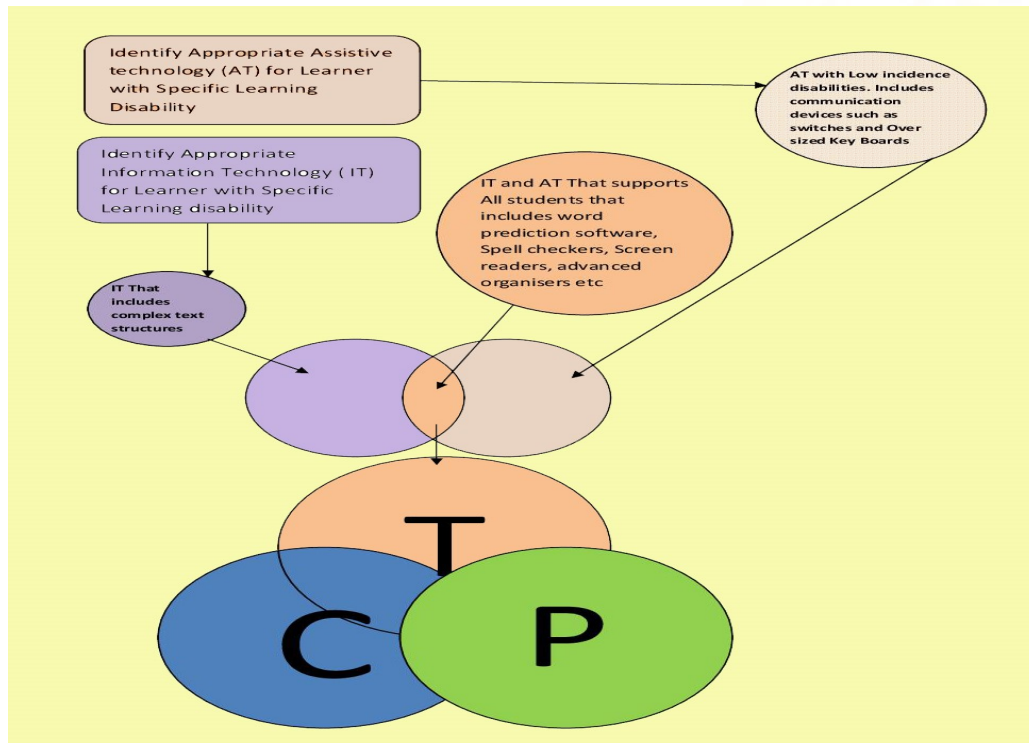 Identify Appropriate Assistive
technology (AT) for Learner
with Specific Learning
Disability
AT with Low incidence
disabilities. Includes
communication
devices such as
switches and Over
sized Key Boards
Identify Appropriate
Information Technology ( IT)
for Learner with Specific
Learning disability
IT and AT That supports
All students that
includes word
prediction software,
Spell checkers, Screen
readers, advanced
organisers etc
IT That
includes
complex text
structures
T
C
P